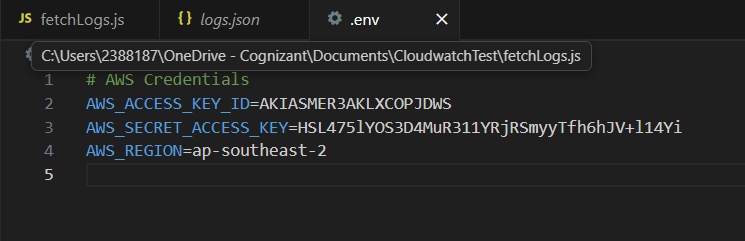 JS fetchLogs.js {} logs.json .env ×
C:\Users\2388187\OneDrive - Cognizant\Documents\CloudwatchTest\fetchLogs.js
1 # AWS Credentials
2 AWS_ACCESS_KEY_ID=AKIASMER3AKLXCOPJDWS
3 AWS_SECRET_ACCESS_KEY=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
4 AWS_REGION=ap-southeast-2
5